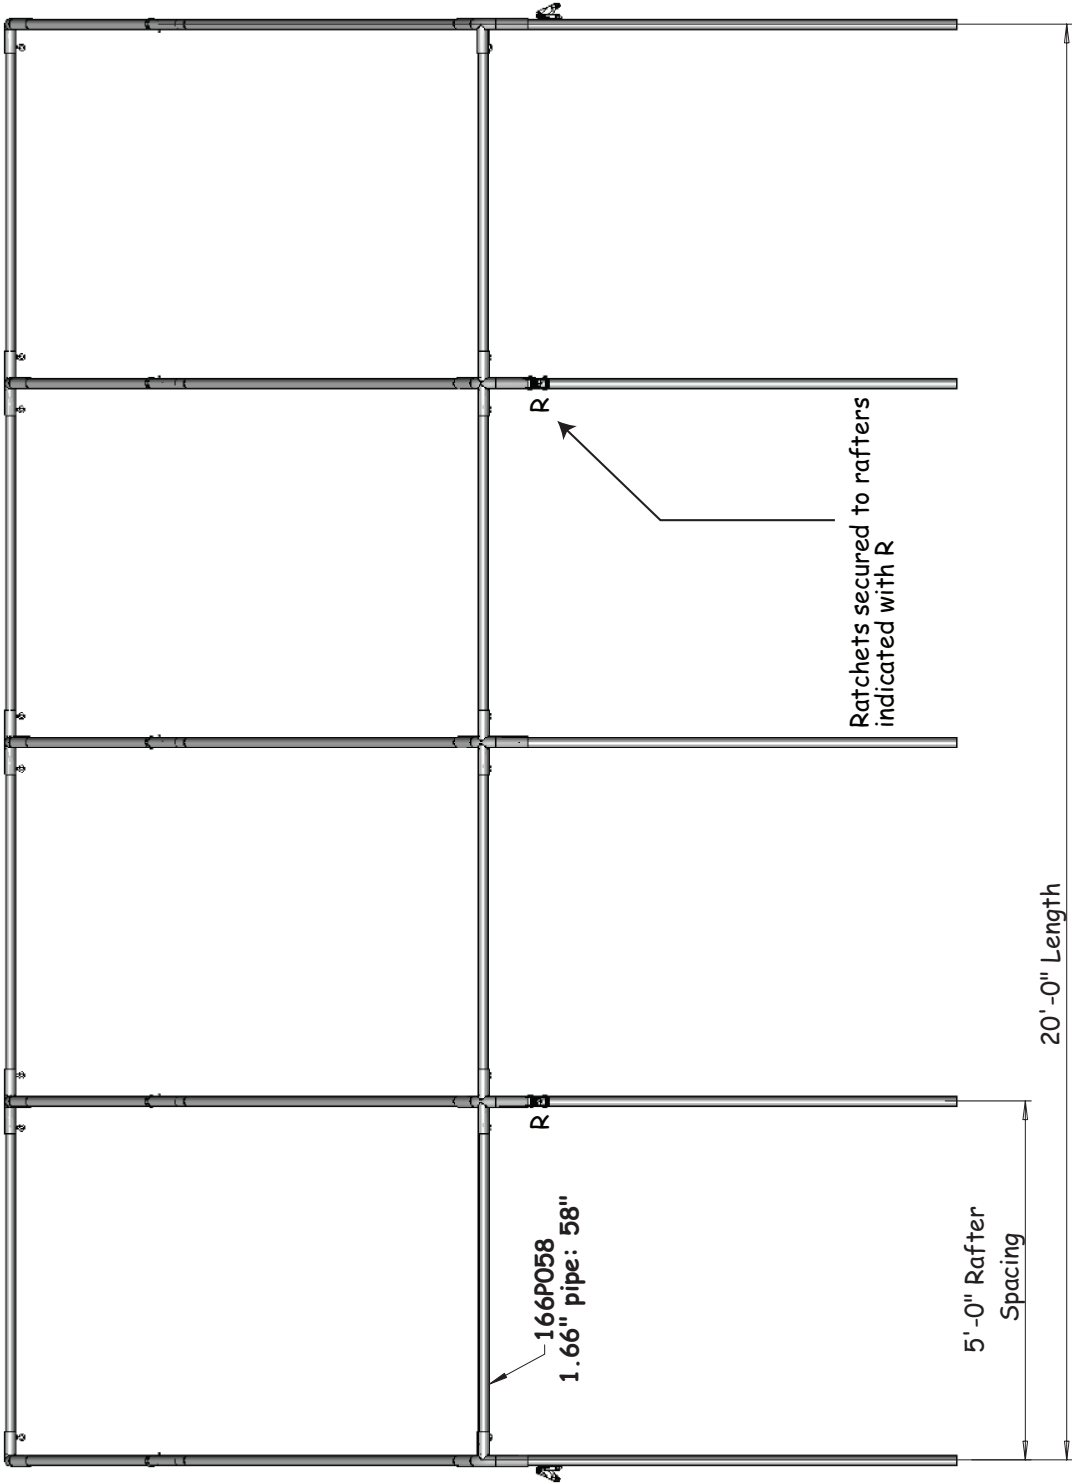 R
Ratchets secured to rafters
indicated with R
R
166P058
1.66" pipe: 58"
5'-0" Rafter
Spacing
20'-0" Length